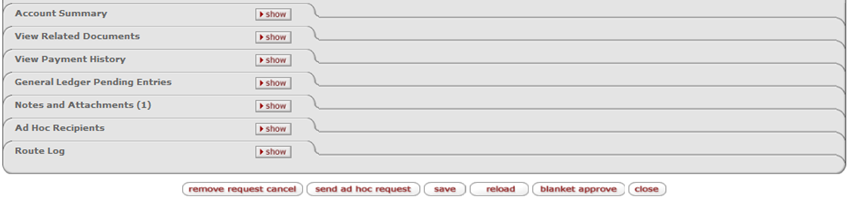 Account Summary show
View Related Documents show
View Payment History show
General Ledger Pending Entries show
Notes and Attachments (1) show
Ad Hoc Recipients show
Route Log show
remove request cancel send ad hoc request save reload blanket approve close